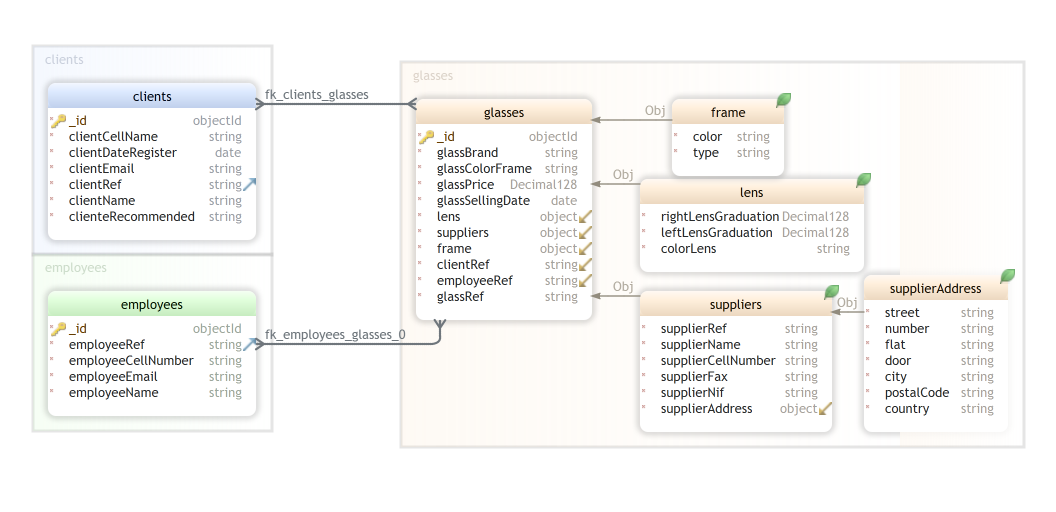 clients
clients
_id objectId
clientCellName string
clientDateRegister date
clientEmail string
clientRef string
clientName string
clienteRecommended string
fk_clients_glasses
employees
employees
_id objectId
employeeRef string
employeeCellNumber string
employeeEmail string
employeeName string
fk_employees_glasses_0
glasses
glasses
_id objectId
glassBrand string
glassColorFrame string
glassPrice Decimal128
glassSellingDate date
lens object
suppliers object
frame object
clientRef string
employeeRef string
glassRef string
Obj
frame
color string
type string
Obj
lens
rightLensGraduation Decimal128
leftLensGraduation Decimal128
colorLens string
Obj
suppliers
supplierRef string
supplierName string
supplierCellNumber string
supplierFax string
supplierNif string
supplierAddress object
Obj
supplierAddress
street string
number string
flat string
door string
city string
postalCode string
country string